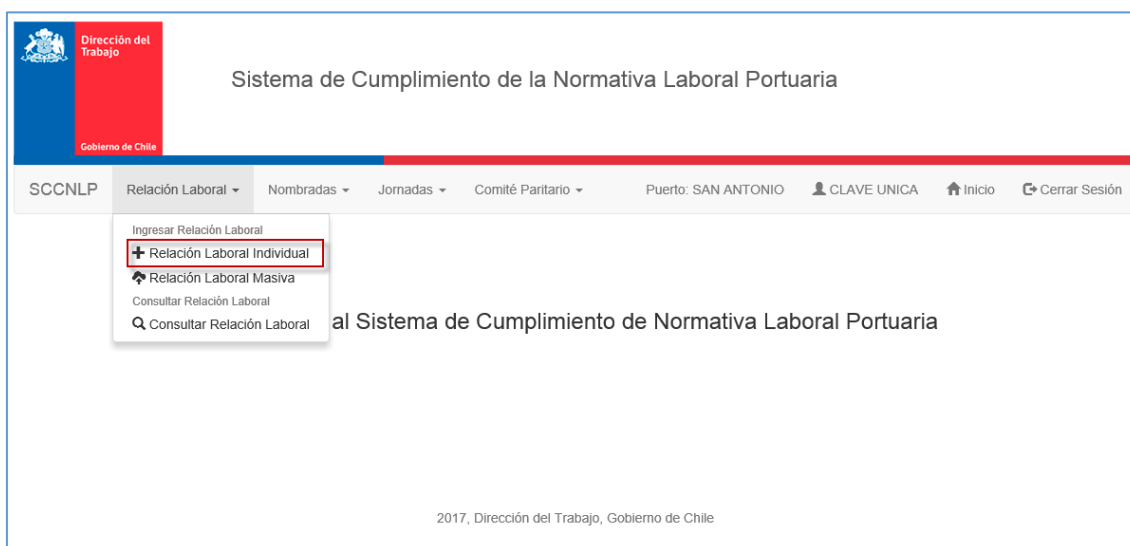 Dirección del
Trabajo
Gobierno de Chile
Sistema de Cumplimiento de la Normativa Laboral Portuaria
SCCNLP Relación Laboral Nombradas Jornadas Comité Paritario Puerto: SAN ANTONIO CLAVE UNICA Inicio Cerrar Sesión
Ingresar Relación Laboral
Relación Laboral Individual
Relación Laboral Masiva
Consultar Relación Laboral
Consultar Relación Laboral
al Sistema de Cumplimiento de Normativa Laboral Portuaria
2017, Dirección del Trabajo, Gobierno de Chile